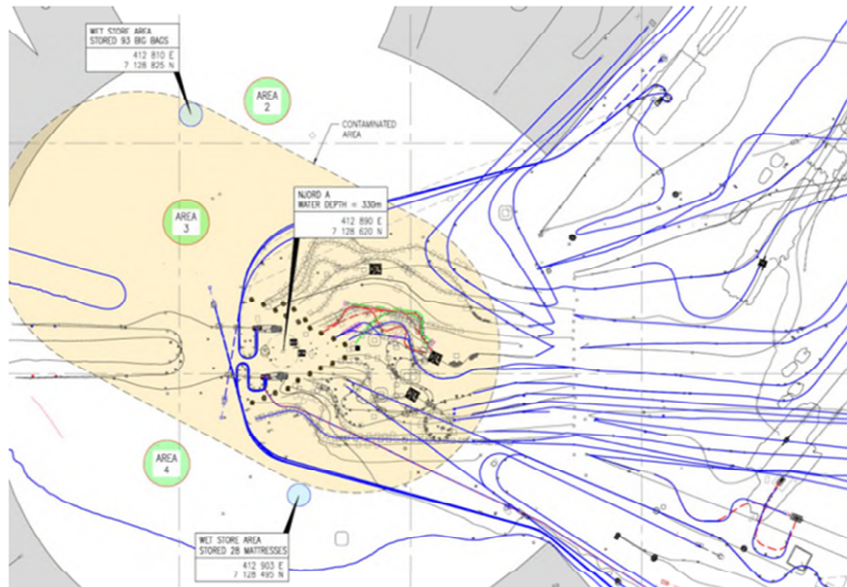 WET STORE AREA
STORED 93 BIG BAGS
412 810 E
7 128 825 N
AREA
2
CONTAMINATED
AREA
NJORD A
WATER DEPTH = 330m
412 890 E
7 128 620 N
AREA
3
AREA
4
WET STORE AREA
STORED 28 MATTRESSES
412 903 E
7 128 495 N